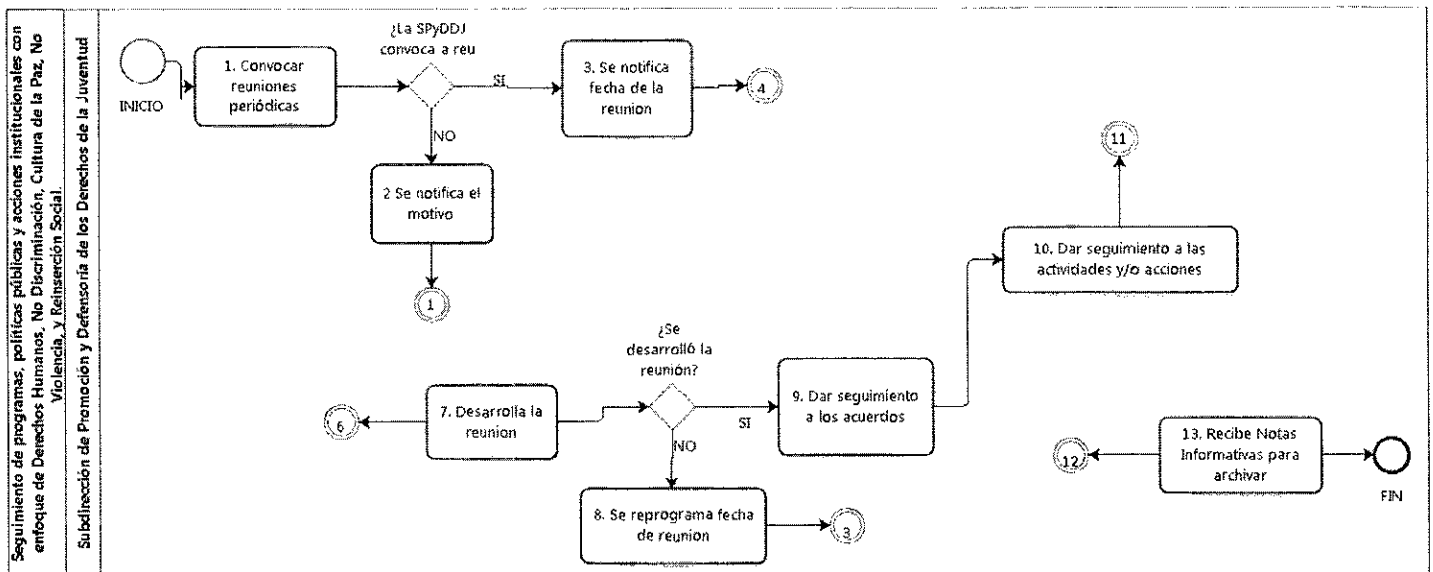 Seguimiento de programas, políticas públicas y acciones institucionales con
enfoque de Derechos Humanos, No Discriminación, Cultura de la Paz, No
Violencia, y Reinserción Social.
Subdirección de Promoción y Defensoría de los Derechos de la Juventud
INICIO
1. Convocar
reuniones
periódicas
¿La SPyDDJ
convoca a reu
SI
NO
3. Se notifica
fecha de la
reunion
4
2 Se notifica el
motivo
1
11
10. Dar seguimiento a las
actividades y/o acciones
6
7. Desarrolla la
reunion
¿Se
desarrolló la
reunión?
SI
NO
9. Dar seguimiento
a los acuerdos
8. Se reprograma fecha
de reunion
3
12
13. Recibe Notas
Informativas para
archivar
FIN